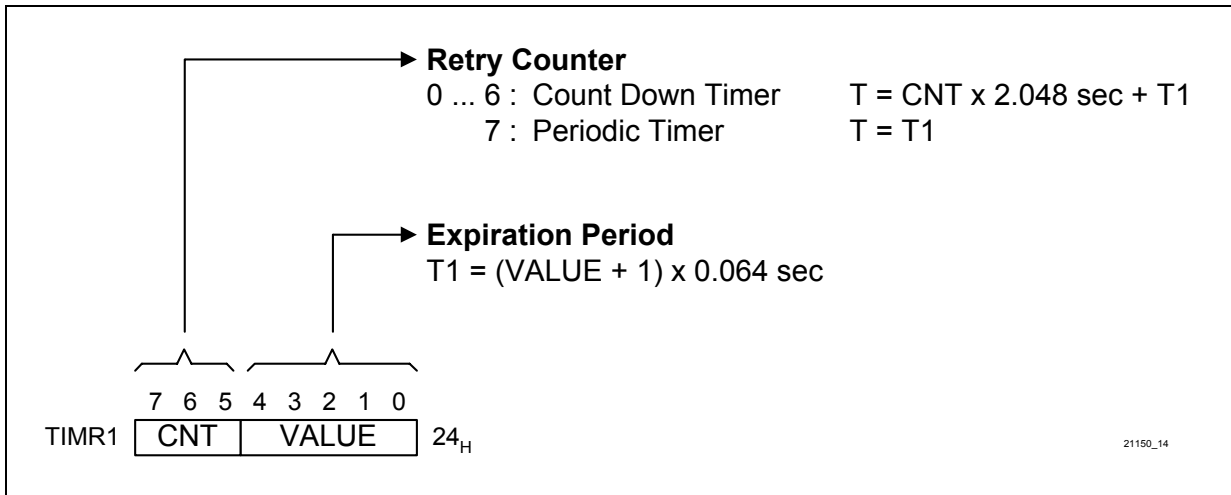 Retry Counter
0 ... 6 : Count Down Timer T = CNT x 2.048 sec + T1
7 : Periodic Timer T = T1
Expiration Period
T1 = (VALUE + 1) x 0.064 sec
7 6 5 4 3 2 1 0
TIMR1 CNT VALUE 24H
21150_14